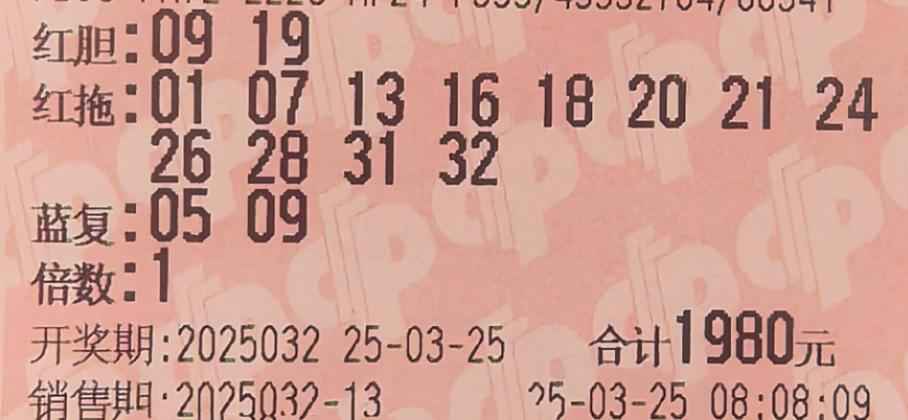 红胆:09 19
红拖:01 07 13 16 18 20 21 24
26 28 31 32
蓝复:05 09
倍数:1
开奖期:2025032 25-03-25 合计1980元
销售期:2025032-13 25-03-25 08:08:09